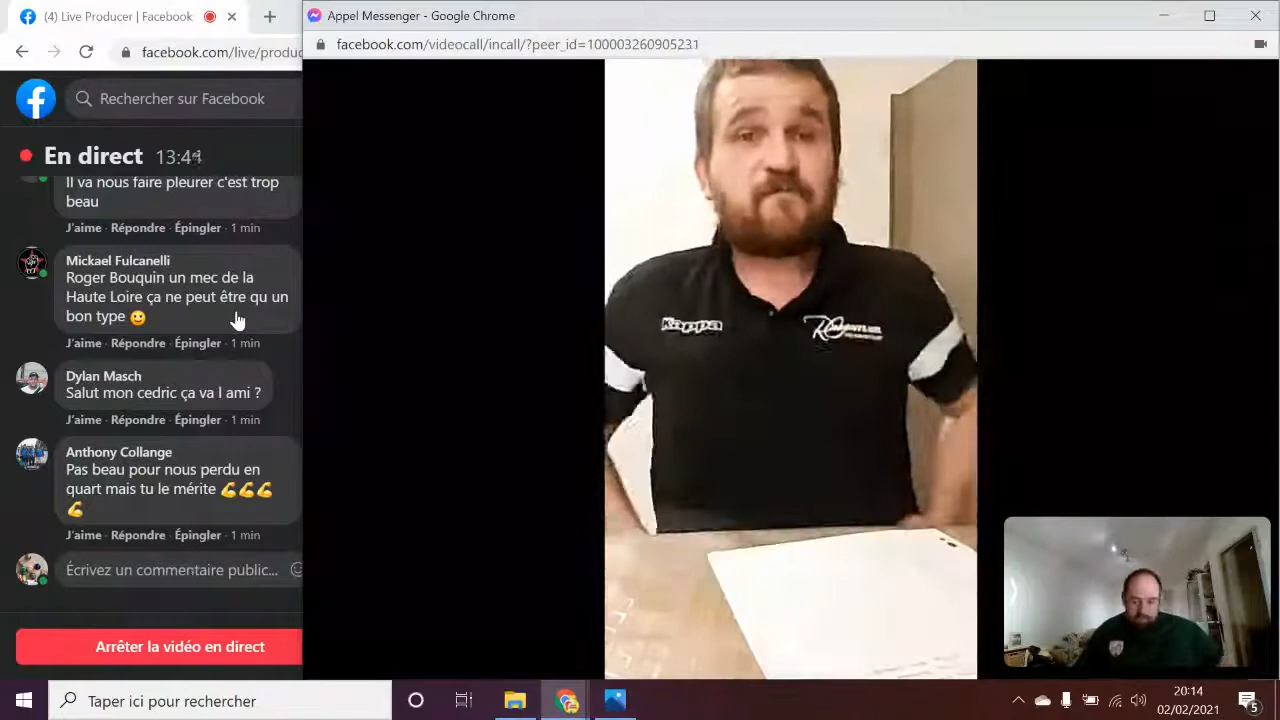 (4) Live Producer | Facebook
Appel Messenger - Google Chrome
facebook.com/live/produc
facebook.com/videocall/incall/?peer_id=100003260905231
Rechercher sur Facebook
En direct 13:44
Il va nous faire pleurer c'est trop
beau
J'aime · Répondre · Épingler · 1 min
Mickael Fulcanelli
Roger Bouquin un mec de la
Haute Loire ça ne peut être qu un
bon type
J'aime · Répondre · Épingler · 1 min
Dylan Masch
Salut mon cedric ça va l ami ?
J'aime · Répondre · Épingler · 1 min
Anthony Collange
Pas beau pour nous perdu en
quart mais tu le mérite
J'aime · Répondre · Épingler · 1 min
Écrivez un commentaire public...
Arrêter la vidéo en direct
Kappa
Taper ici pour rechercher
20:14
02/02/2021
5